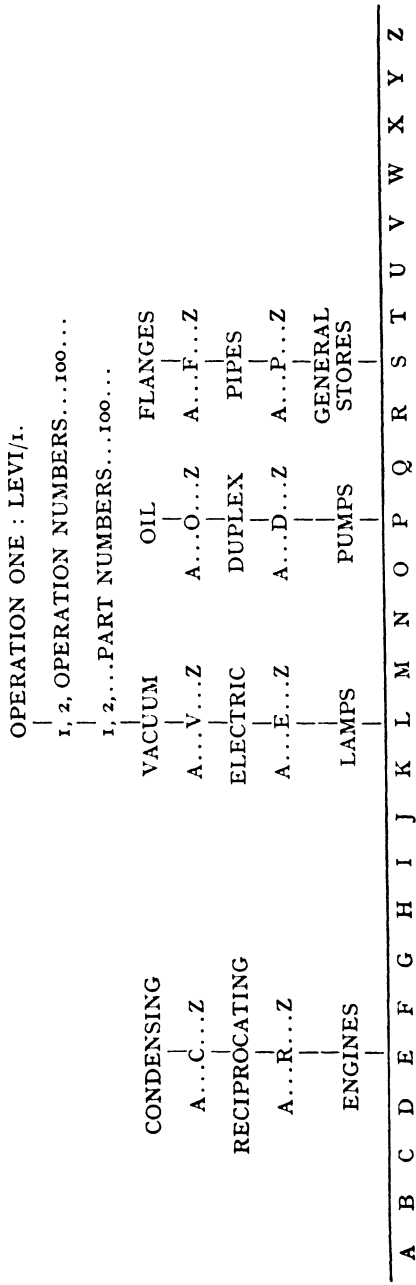 OPERATION ONE : LEV1/1.
1, 2, OPERATION NUMBERS...100...
1, 2,...PART NUMBERS...100...
CONDENSING VACUUM OIL FLANGES
A...C...Z A...V...Z A...O...Z A...F...Z
RECIPROCATING ELECTRIC DUPLEX PIPES
A...R...Z A...E...Z A...D...Z A...P...Z
ENGINES LAMPS PUMPS GENERAL STORES
A B C D E F G H I J K L M N O P Q R S T U V W X Y Z